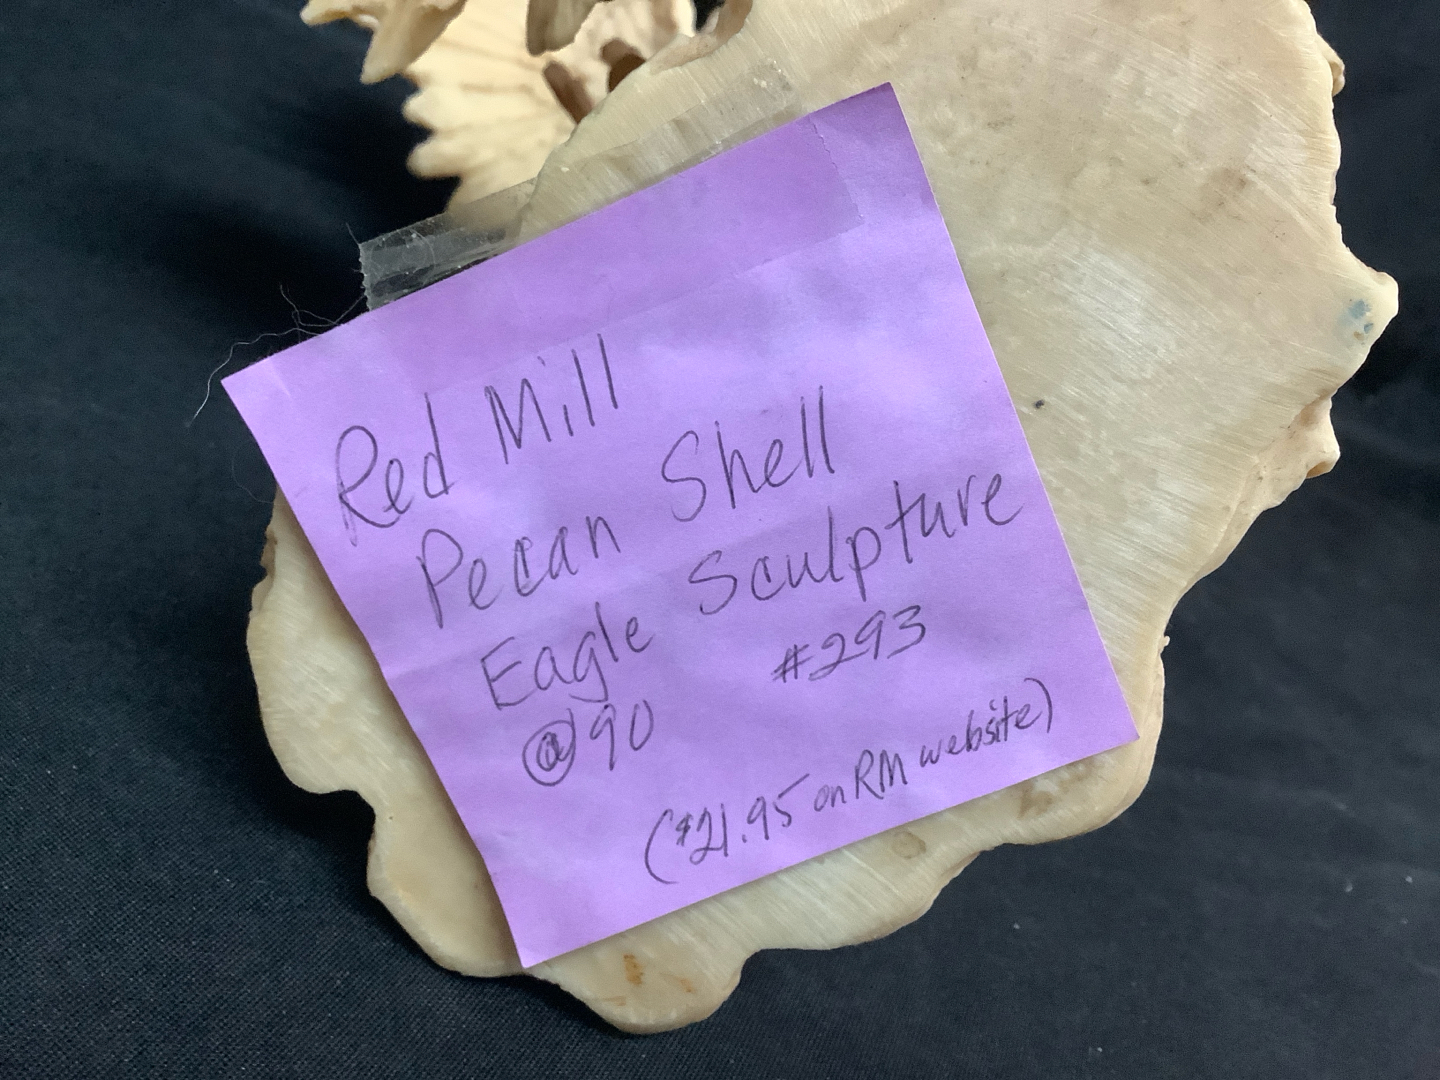 Red Mill
Pecan Shell
Eagle Sculpture
@ 90 #293
($21.95 on RM website)